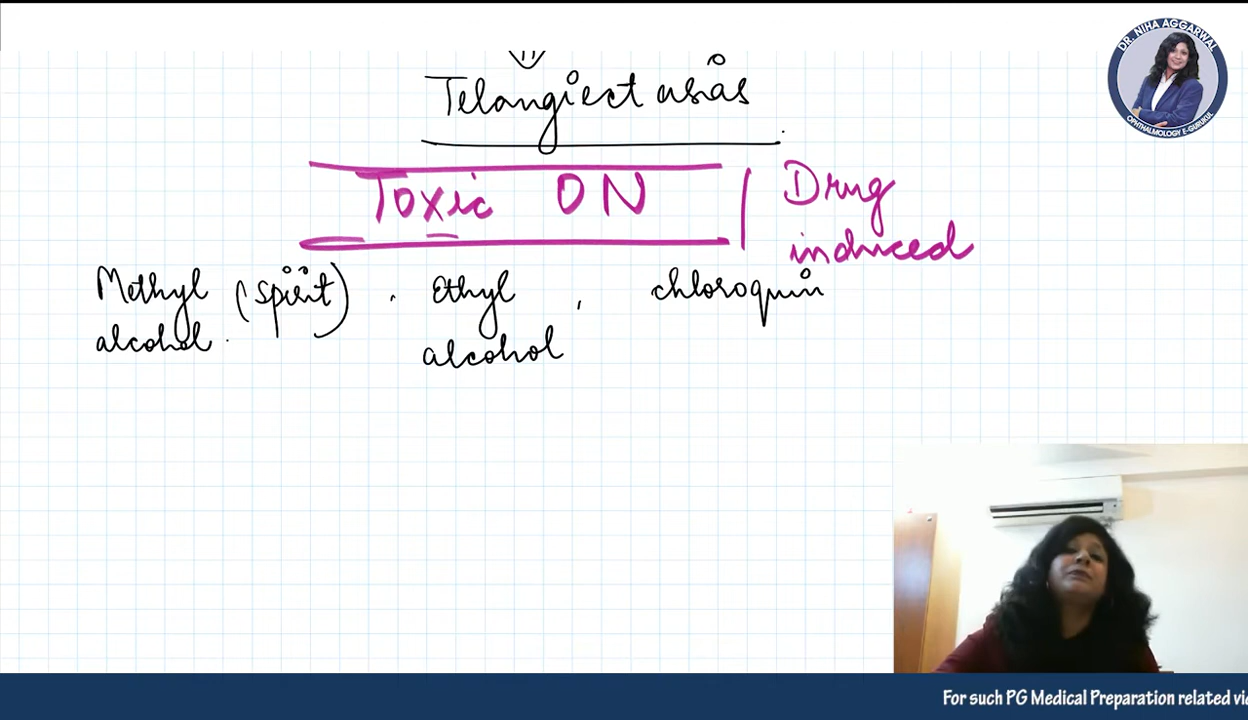 DR. NIHA AGGARWAL
OPHTHALMOLOGY E-GURUKUL
Telangiectasias
Toxic ON
Drug
induced
Methyl (spirit), Ethyl, chloroquin
alcohol. alcohol
For such PG Medical Preparation related vi